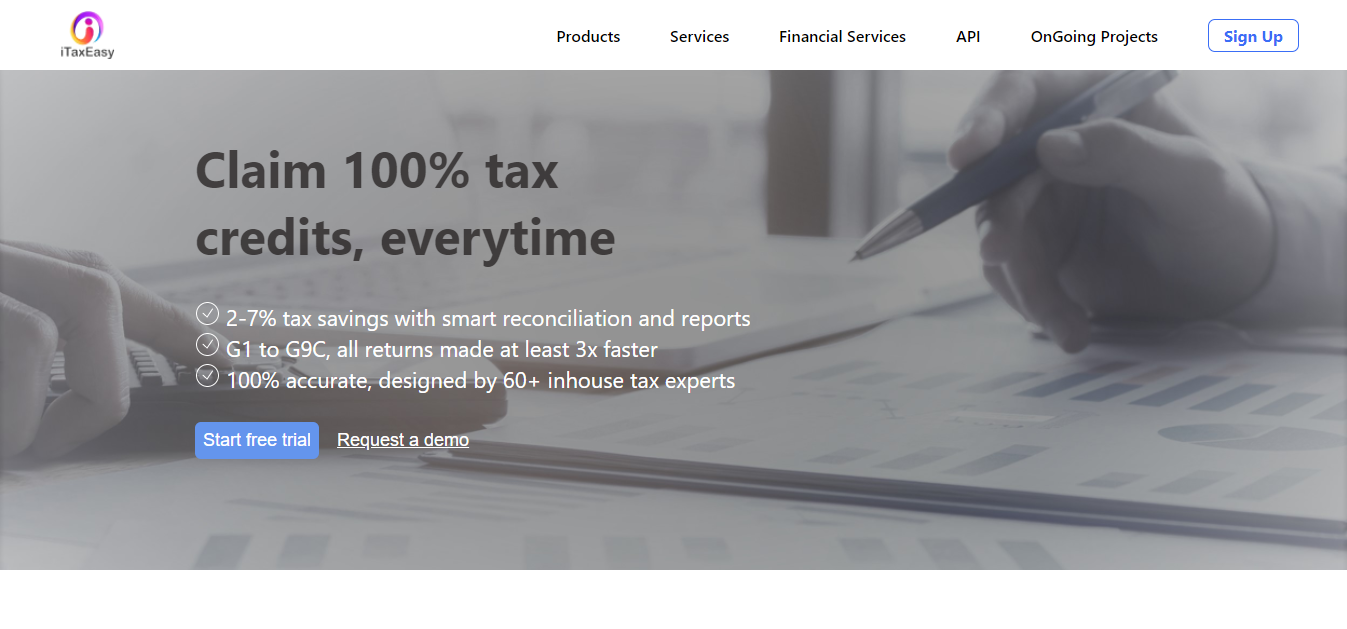 iTaxEasy
Products
Services
Financial Services
API
OnGoing Projects
Sign Up
Claim 100% tax
credits, everytime
2-7% tax savings with smart reconciliation and reports
G1 to G9C, all returns made at least 3x faster
100% accurate, designed by 60+ inhouse tax experts
Start free trial
Request a demo